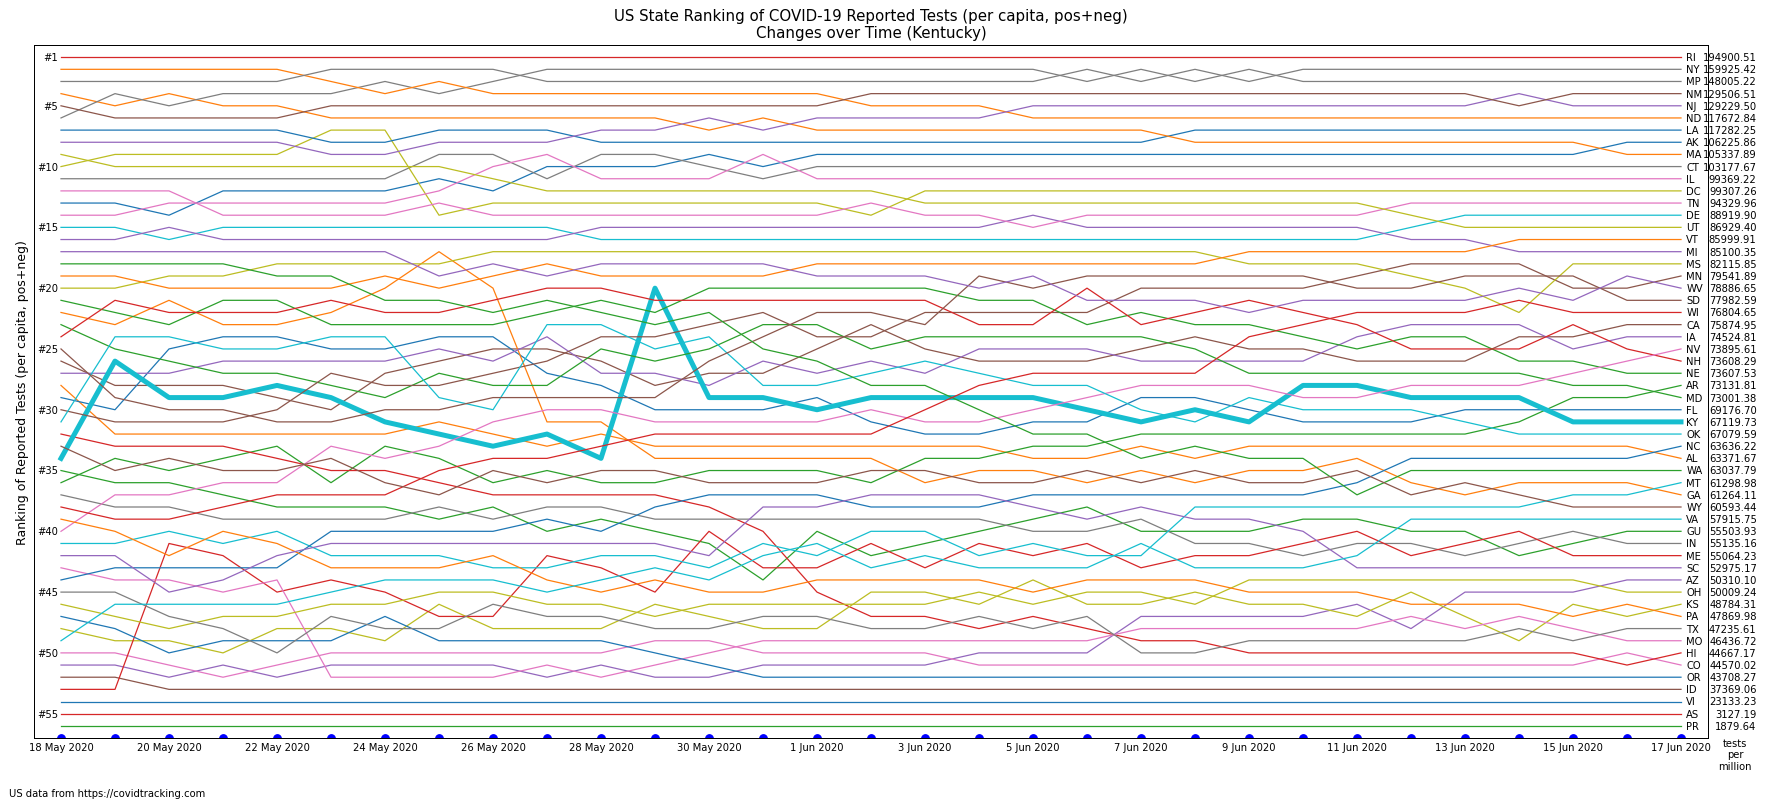 US State Ranking of COVID-19 Reported Tests (per capita, pos+neg)
Changes over Time (Kentucky)
Ranking of Reported Tests (per capita, pos+neg)
#1
#5
#10
#15
#20
#25
#30
#35
#40
#45
#50
#55
RI 194900.51
NY 159925.42
MP 148005.22
NM 129506.51
NJ 129229.50
ND 117672.84
LA 117282.25
AK 106225.86
MA 105337.89
CT 103177.67
IL 99369.22
DC 99307.26
TN 94329.96
DE 88919.90
UT 86929.40
VT 85999.91
MI 85100.35
MS 82115.85
MN 79541.89
WV 78886.65
SD 77982.59
WI 76804.65
CA 75874.95
IA 74524.81
NV 73895.61
NH 73608.29
NE 73607.53
AR 73131.81
MD 73001.38
FL 69176.70
KY 67119.73
OK 67079.59
NC 63636.22
AL 63371.67
WA 63037.79
MT 61298.98
GA 61264.11
WY 60593.44
VA 57915.75
GU 55503.93
IN 55135.16
ME 55064.23
SC 52975.17
AZ 50310.10
OH 50009.24
KS 48784.31
PA 47869.98
TX 47235.61
MO 46436.72
HI 44667.17
CO 44570.02
OR 43708.27
ID 37369.06
VI 23133.23
AS 3127.19
PR 1879.64
18 May 2020
20 May 2020
22 May 2020
24 May 2020
26 May 2020
28 May 2020
30 May 2020
1 Jun 2020
3 Jun 2020
5 Jun 2020
7 Jun 2020
9 Jun 2020
11 Jun 2020
13 Jun 2020
15 Jun 2020
17 Jun 2020
tests
per
million
US data from https://covidtracking.com